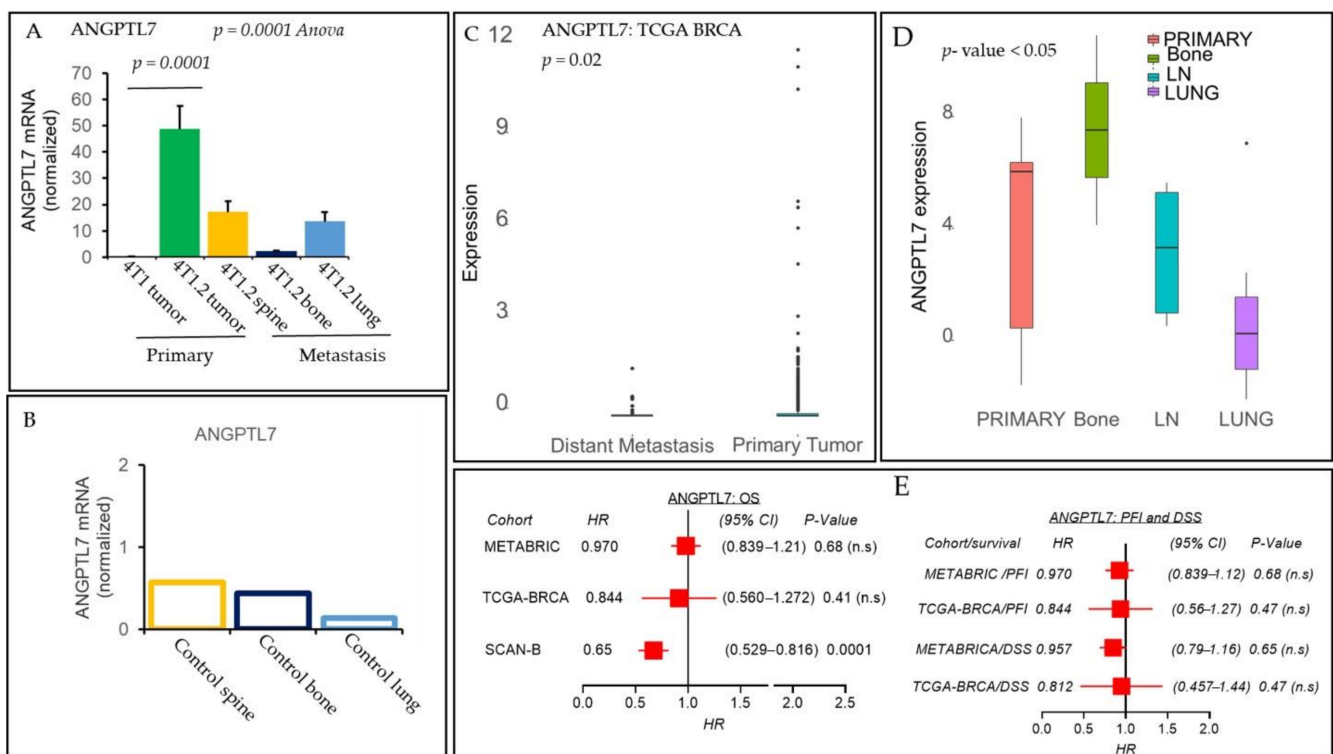 A
ANGPTL7
p = 0.0001 Anova
p = 0.0001
ANGPTL7 mRNA
(normalized)
70
60
50
40
30
20
10
0
4T1 tumor
4T1.2 tumor
4T1.2 spine
4T1.2 bone
4T1.2 lung
Primary
Metastasis
B
ANGPTL7
ANGPTL7 mRNA
(normalized)
2
1
0
Control spine
Control bone
Control lung
C
ANGPTL7: TCGA BRCA
p = 0.02
Expression
12
9
6
3
0
Distant Metastasis
Primary Tumor
D
p- value < 0.05
PRIMARY
Bone
LN
LUNG
ANGPTL7 expression
8
4
0
PRIMARY
Bone
LN
LUNG
ANGPTL7: OS
Cohort HR (95% CI) P-Value
METABRIC 0.970 (0.839–1.21) 0.68 (n.s)
TCGA-BRCA 0.844 (0.560–1.272) 0.41 (n.s)
SCAN-B 0.65 (0.529–0.816) 0.0001
0.0 0.5 1.0 1.5 2.0 2.5
HR
E
ANGPTL7: PFI and DSS
Cohort/survival HR (95% CI) P-Value
METABRIC /PFI 0.970 (0.839–1.12) 0.68 (n.s)
TCGA-BRCA/PFI 0.844 (0.56–1.27) 0.47 (n.s)
METABRICA/DSS 0.957 (0.79–1.16) 0.65 (n.s)
TCGA-BRCA/DSS 0.812 (0.457–1.44) 0.47 (n.s)
0.0 0.5 1.0 1.5 2.0
HR